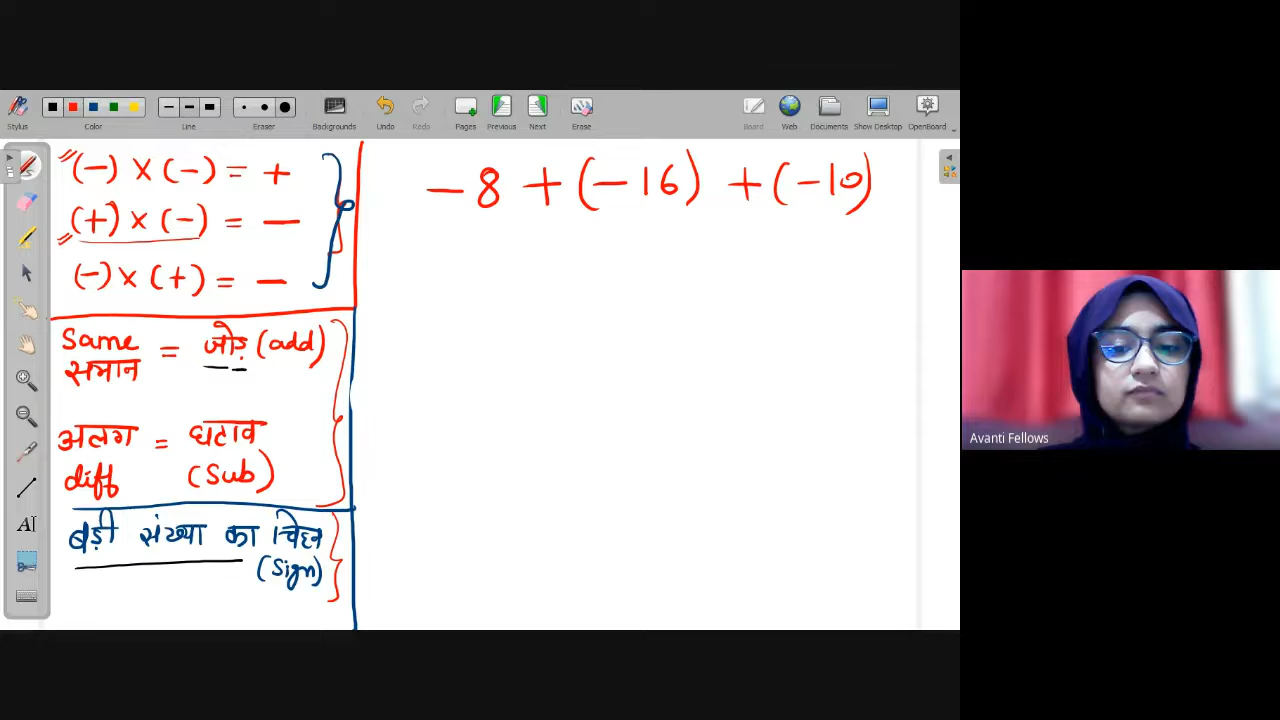 Stylus
Color
Line
Eraser
Backgrounds
Undo
Redo
Pages
Previous
Next
Erase
Board
Web
Documents
Show Desktop
OpenBoard
(-) × (-) = +
(+) × (-) = -
(-) × (+) = -
Same = जोड़ (add)
समान
अलग = घटाव
diff (Sub)
बड़ी संख्या का चिह्न
(Sign)
- 8 + (-16) + (-10)
AI
Avanti Fellows